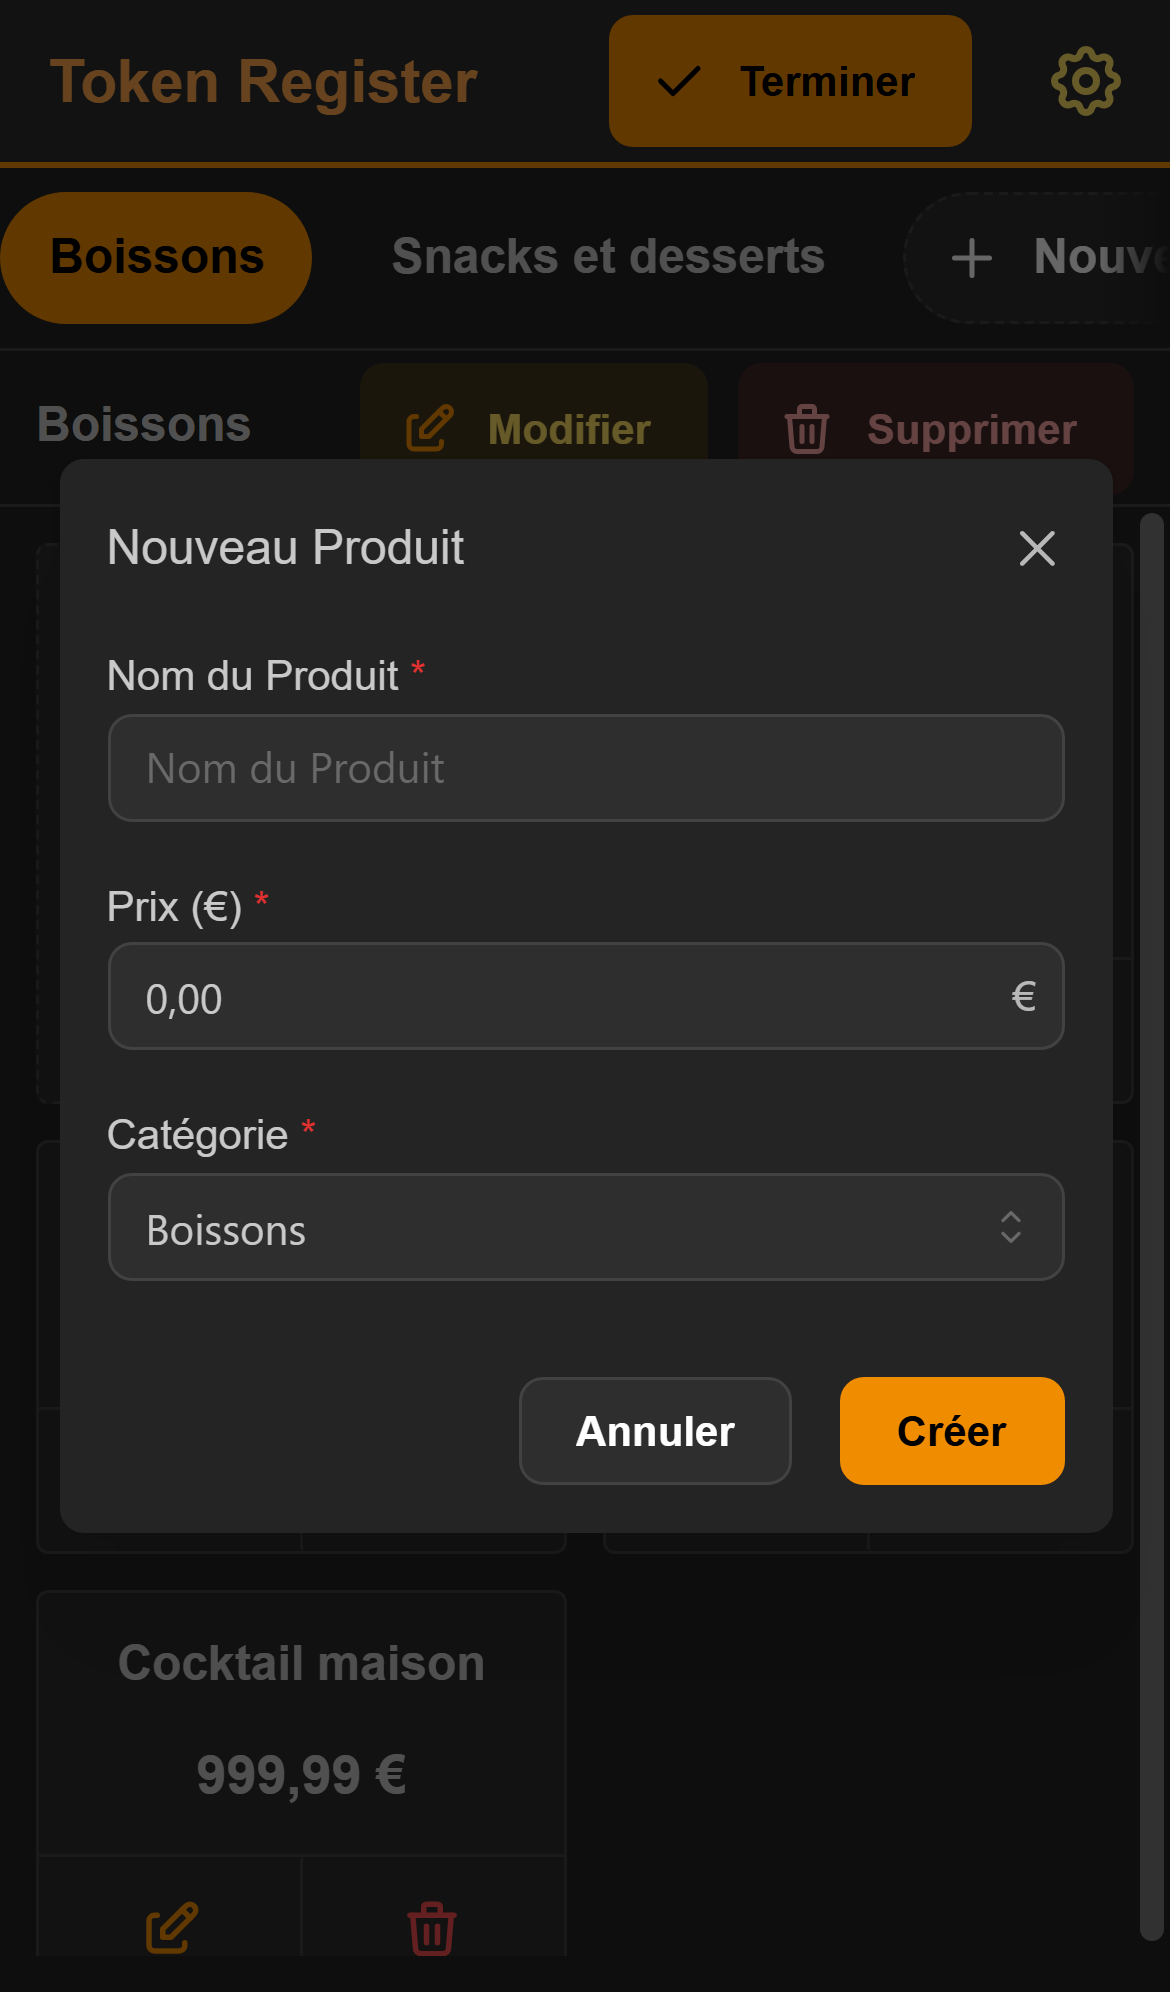 Token Register
Terminer
Boissons
Snacks et desserts
Boissons
Modifier
Supprimer
Nouveau Produit
Nom du Produit *
Nom du Produit
Prix (€) *
0,00
€
Catégorie *
Boissons
Annuler
Créer
Cocktail maison
999,99 €